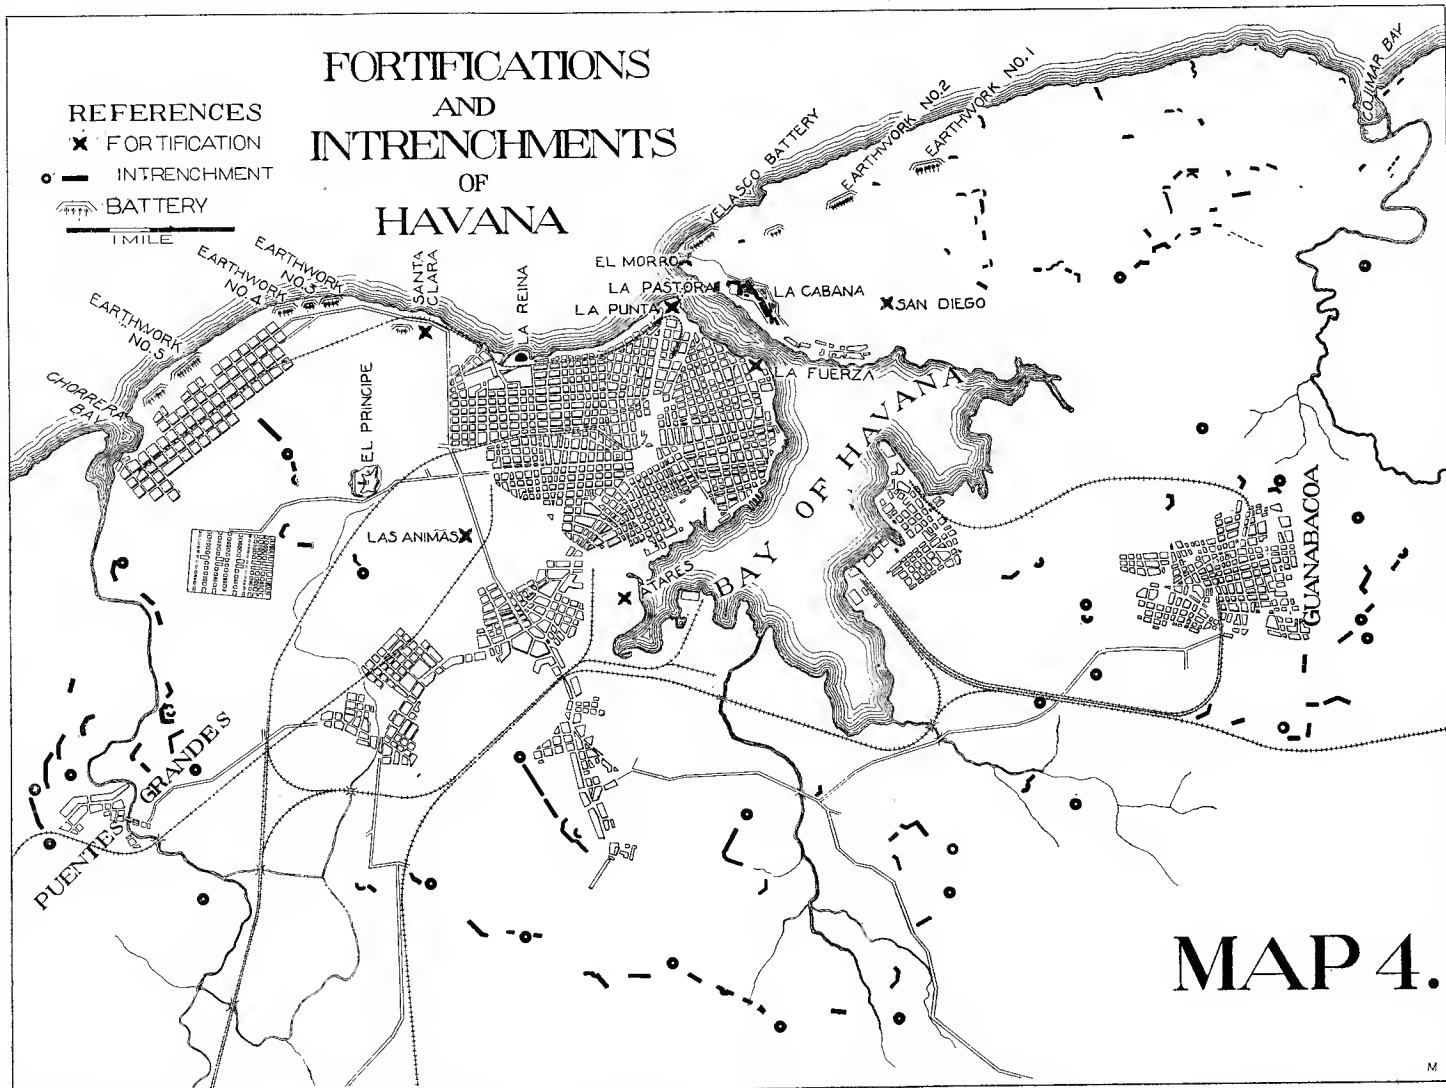 FORTIFICATIONS
AND
INTRENCHMENTS
OF
HAVANA
REFERENCES
FORTIFICATION
INTRENCHMENT
BATTERY
1 MILE
COJIMAR BAY
EARTHWORK NO.1
EARTHWORK NO.2
VELASCO BATTERY
EL MORRO
LA PASTORA
LA CABANA
LA PUNTA
SAN DIEGO
EARTHWORK
NO.3
EARTHWORK
NO.4
EARTHWORK
NO.5
SANTA
CLARA
LA REINA
CHORRERA
BAY
EL PRINCIPE
LA FUERZA
BAY OF HAVANA
LAS ANIMAS
ATARES
GUANABACOA
PUENTES GRANDES
MAP 4.
M